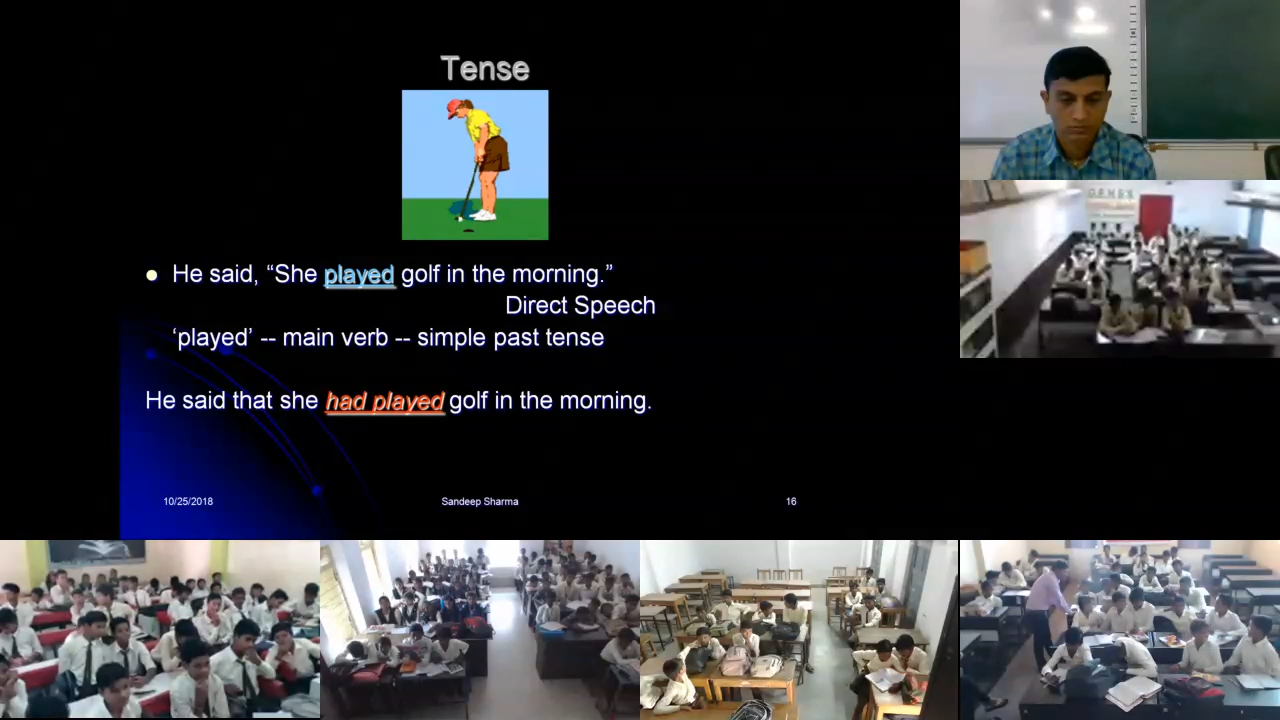 Tense
He said, “She played golf in the morning.”
Direct Speech
‘played’ -- main verb -- simple past tense
He said that she had played golf in the morning.
10/25/2018
Sandeep Sharma
16